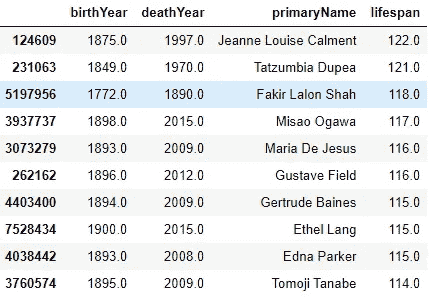 birthYear deathYear primaryName lifespan
124609 1875.0 1997.0 Jeanne Louise Calment 122.0
231063 1849.0 1970.0 Tatzumbia Dupea 121.0
5197956 1772.0 1890.0 Fakir Lalon Shah 118.0
3937737 1898.0 2015.0 Misao Ogawa 117.0
3073279 1893.0 2009.0 Maria De Jesus 116.0
262162 1896.0 2012.0 Gustave Field 116.0
4403400 1894.0 2009.0 Gertrude Baines 115.0
7528434 1900.0 2015.0 Ethel Lang 115.0
4038442 1893.0 2008.0 Edna Parker 115.0
3760574 1895.0 2009.0 Tomoji Tanabe 114.0